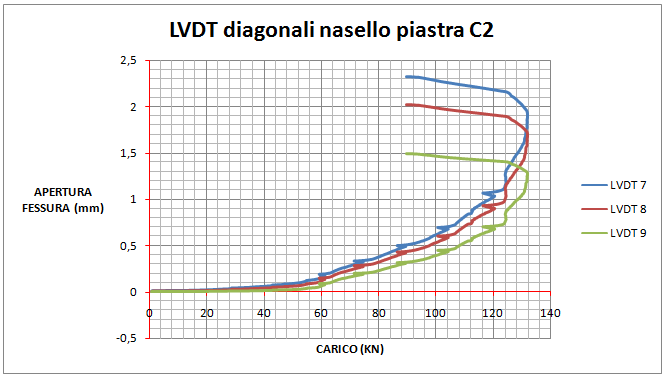 LVDT diagonali nasello piastra C2
2,5
2
1,5
1
0,5
0
-0,5
APERTURA
FESSURA (mm)
0 20 40 60 80 100 120 140
CARICO (KN)
LVDT 7
LVDT 8
LVDT 9